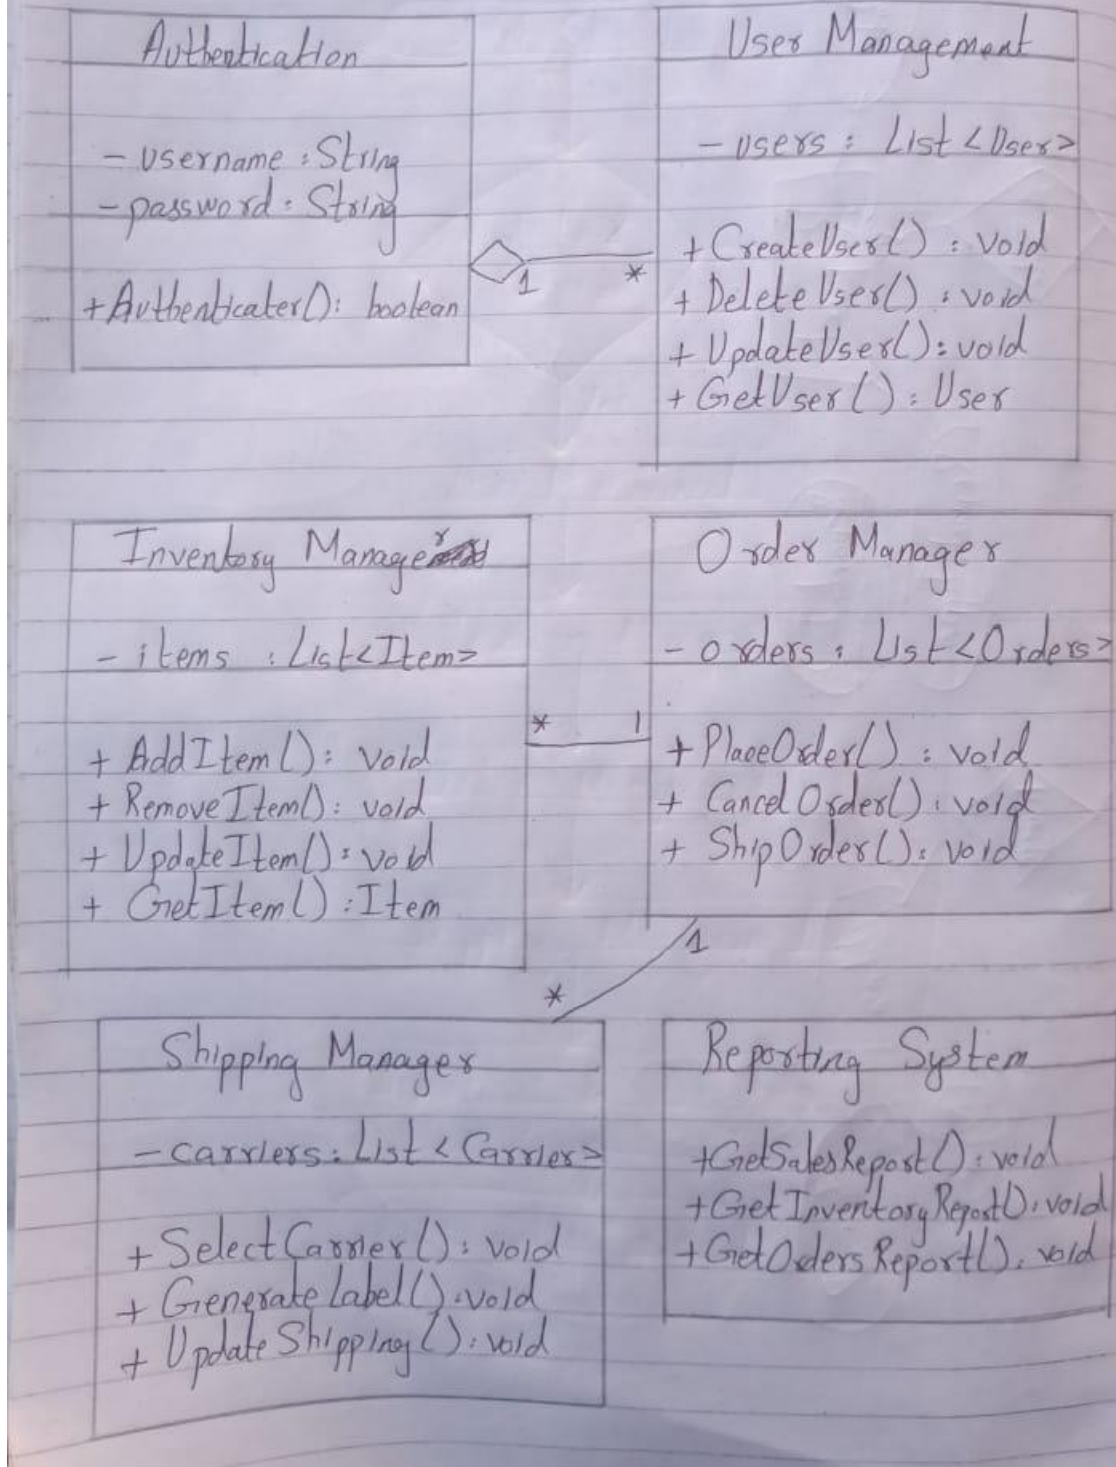 Authentication
- username : String
- password : String
+Authenticater(): boolean
1
*
User Management
- users : List <User>
+ CreateUser() : void
+ DeleteUser() : void
+ UpdateUser() : void
+ GetUser() : User
Inventory Manager
- items : List<Item>
+ AddItem() : void
+ RemoveItem() : void
+ UpdateItem() : void
+ GetItem() : Item
*
1
Order Manager
- orders : List <Orders>
+ PlaceOrder() : void
+ CancelOrder() : void
+ ShipOrder() : void
1
*
Shipping Manager
- carriers : List <Carrier>
+ SelectCarrier() : void
+ GenerateLabel() : void
+ UpdateShipping() : void
Reporting System
+GetSalesReport() : void
+GetInventoryReport() : void
+GetOrdersReport() : void